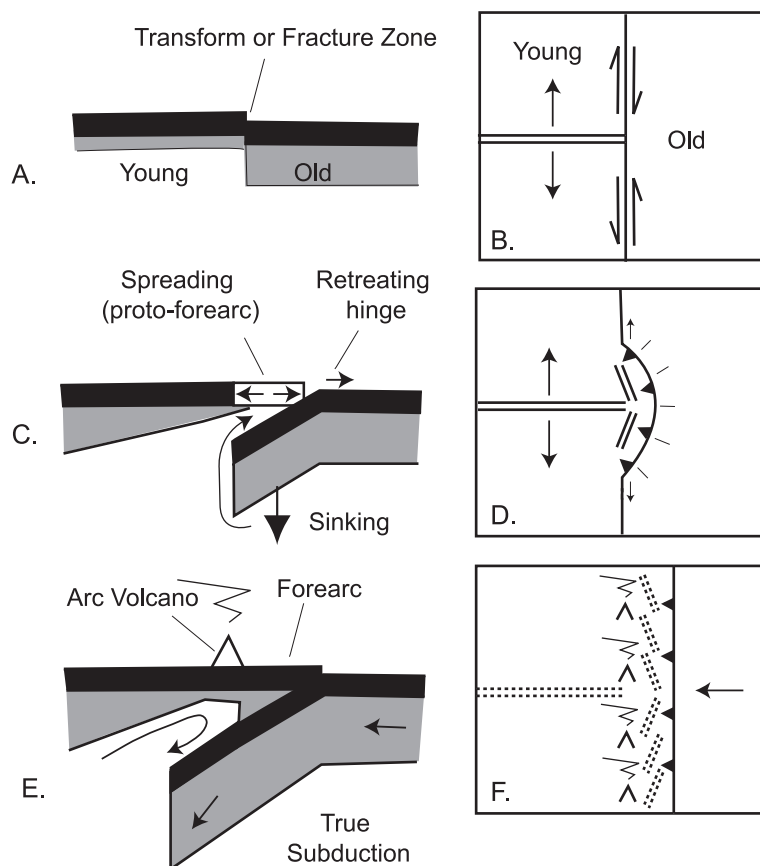 Transform or Fracture Zone
Young
Old
A.
Young
Old
B.
Spreading
(proto-forearc)
Retreating
hinge
C.
Sinking
D.
Arc Volcano
Forearc
E.
True
Subduction
F.